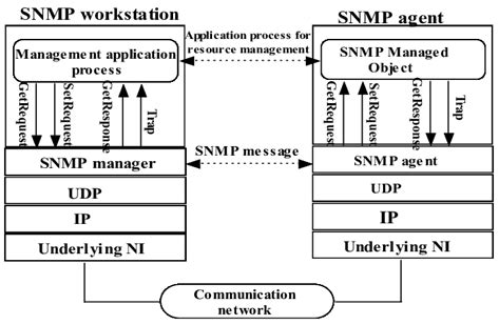 SNMP workstation
Application process for
resource management
SNMP agent
Management application
process
SNMP Managed
Object
GetRequest
SetRequest
GetResponse
Trap
GetRequest
SetRequest
GetResponse
Trap
SNMP manager
SNMP message
SNMP agent
UDP
UDP
IP
IP
Underlying NI
Underlying NI
Communication
network